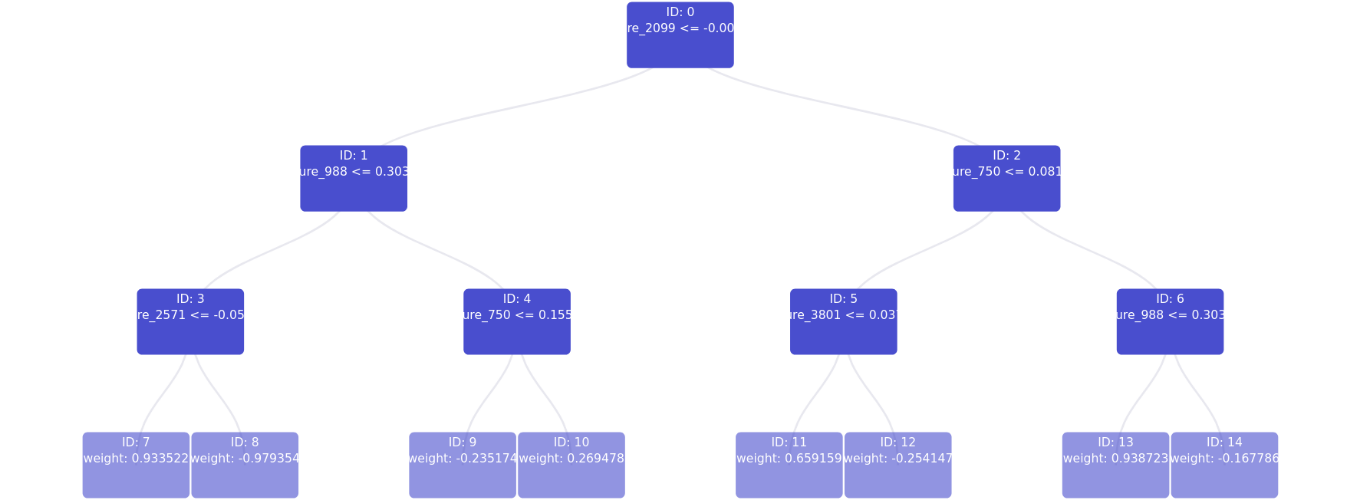 ID: 0
re_2099 <= -0.00
ID: 1
ure_988 <= 0.303
ID: 2
ure_750 <= 0.081
ID: 3
re_2571 <= -0.05
ID: 4
ure_750 <= 0.155
ID: 5
ure_3801 <= 0.03
ID: 6
ure_988 <= 0.303
ID: 7
weight: 0.933522
ID: 8
weight: -0.979354
ID: 9
weight: -0.235174
ID: 10
weight: 0.269478
ID: 11
weight: 0.659159
ID: 12
weight: -0.254147
ID: 13
weight: 0.938723
ID: 14
weight: -0.167786